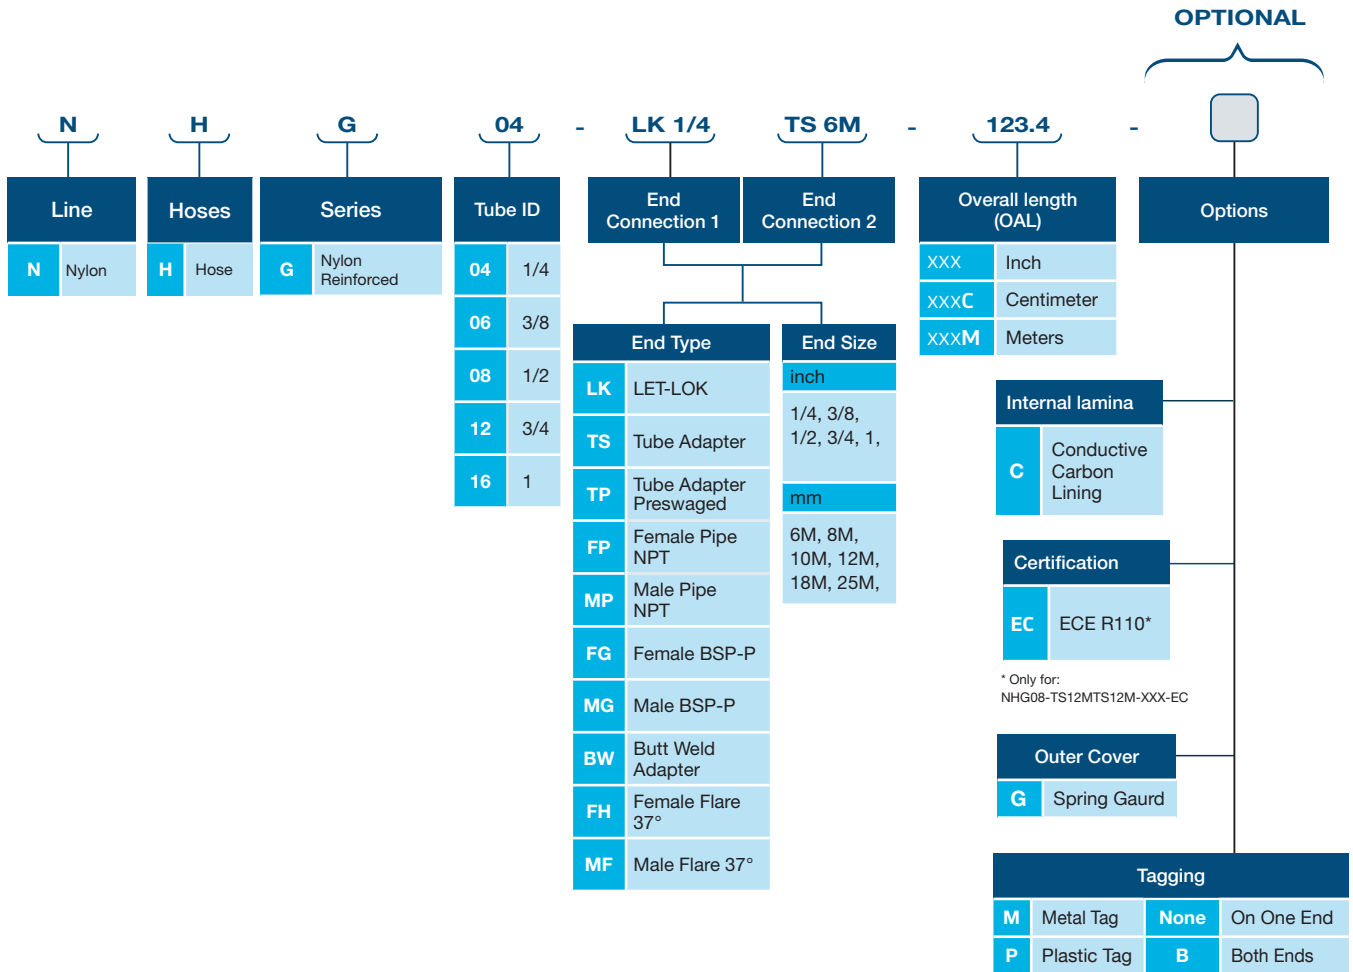 OPTIONAL
N H G 04 - LK 1/4 TS 6M - 123.4 -
Line
N Nylon
Hoses
H Hose
Series
G Nylon
Reinforced
Tube ID
04 1/4
06 3/8
08 1/2
12 3/4
16 1
End
Connection 1
End
Connection 2
End Type
LK LET-LOK
TS Tube Adapter
TP Tube Adapter
Preswaged
FP Female Pipe
NPT
MP Male Pipe
NPT
FG Female BSP-P
MG Male BSP-P
BW Butt Weld
Adapter
FH Female Flare
37°
MF Male Flare 37°
End Size
inch
1/4, 3/8,
1/2, 3/4, 1,
mm
6M, 8M,
10M, 12M,
18M, 25M,
Overall length
(OAL)
XXX Inch
XXXC Centimeter
XXXM Meters
Options
Internal lamina
C Conductive
Carbon
Lining
Certification
EC ECE R110*
* Only for:
NHG08-TS12MTS12M-XXX-EC
Outer Cover
G Spring Gaurd
Tagging
M Metal Tag None On One End
P Plastic Tag B Both Ends